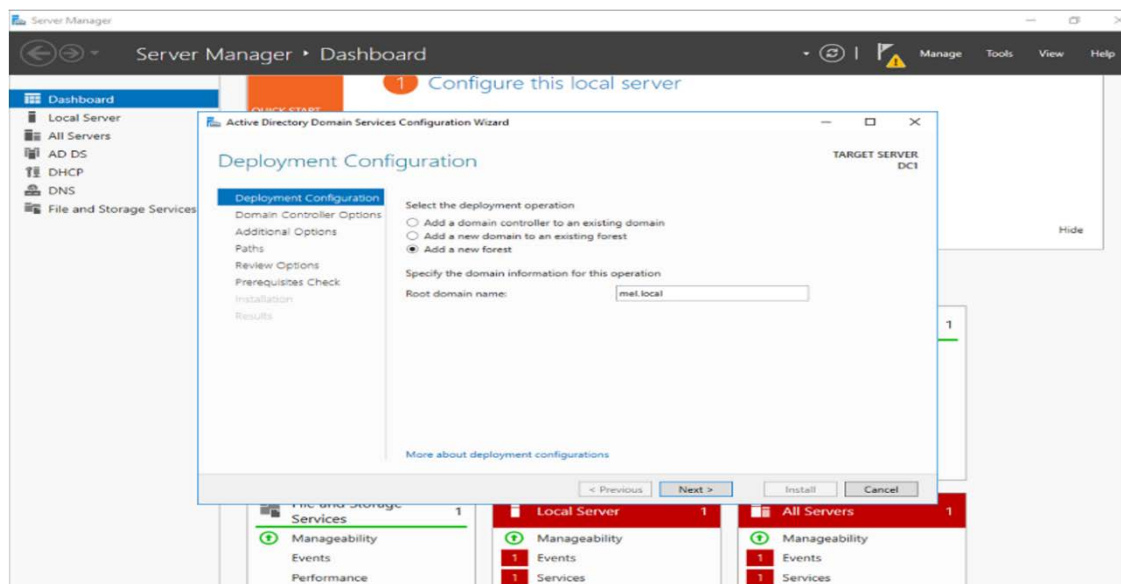 Server Manager
Server Manager • Dashboard
Manage Tools View Help
1 Configure this local server
QUICK START
Dashboard
Local Server
All Servers
AD DS
DHCP
DNS
File and Storage Services
Hide
Active Directory Domain Services Configuration Wizard
Deployment Configuration
TARGET SERVER
DC1
Deployment Configuration
Domain Controller Options
Additional Options
Paths
Review Options
Prerequisites Check
Installation
Results
Select the deployment operation
Add a domain controller to an existing domain
Add a new domain to an existing forest
Add a new forest
Specify the domain information for this operation
Root domain name: mel.local
More about deployment configurations
< Previous Next > Install Cancel
1
File and Storage
Services 1
Manageability
Events
Performance
Local Server 1
Manageability
1 Events
1 Services
All Servers 1
Manageability
1 Events
1 Services